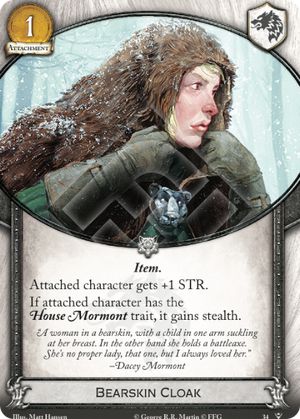 1
ATTACHMENT
Item.
Attached character gets +1 STR.
If attached character has the
House Mormont trait, it gains stealth.
A woman in a bearskin, with a child in one arm suckling
at her breast. In the other hand she holds a battleaxe.
She's no proper lady, that one, but I always loved her."
–Dacey Mormont
BEARSKIN CLOAK
Illus. Matt Hansen
© George R.R. Martin © FFG
34